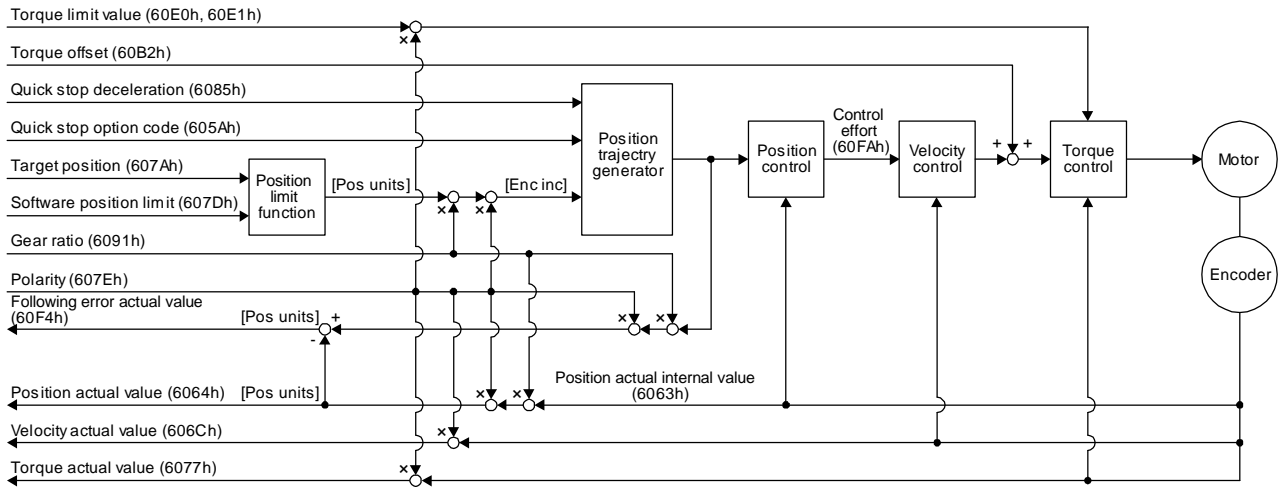 Torque limit value (60E0h, 60E1h)
×
Torque offset (60B2h)
Quick stop deceleration (6085h)
Quick stop option code (605Ah)
Target position (607Ah)
Software position limit (607Dh)
Gear ratio (6091h)
Polarity (607Eh)
Following error actual value
(60F4h)
[Pos units]
+
-
Position actual value (6064h)
[Pos units]
Velocity actual value (606Ch)
Torque actual value (6077h)
Position
limit
function
[Pos units]
×
×
[Enc inc]
Position
trajectry
generator
Position
control
Control
effort
(60FAh)
Velocity
control
+
+
Torque
control
Motor
Encoder
×
×
×
×
Position actual internal value
(6063h)
×
×